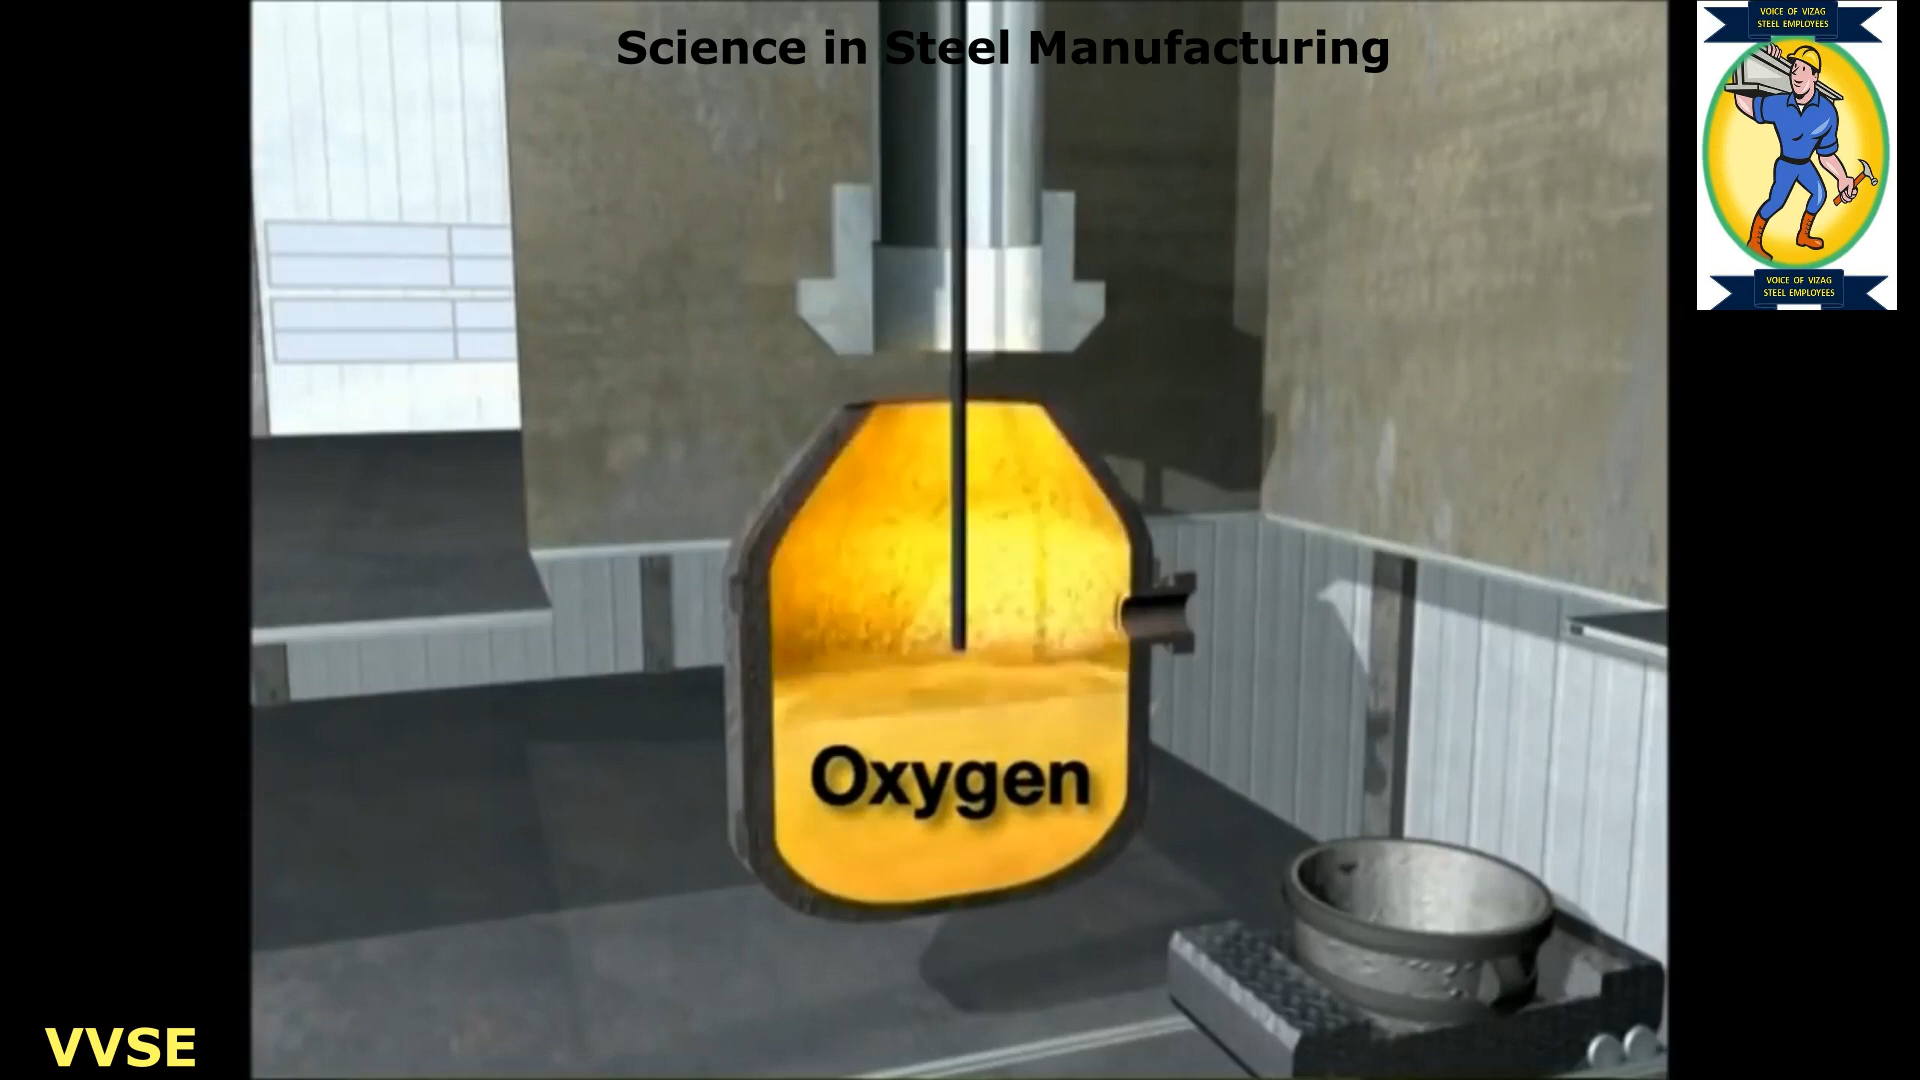 Science in Steel Manufacturing
VOICE OF VIZAG
STEEL EMPLOYEES
VOICE OF VIZAG
STEEL EMPLOYEES
Oxygen
VVSE